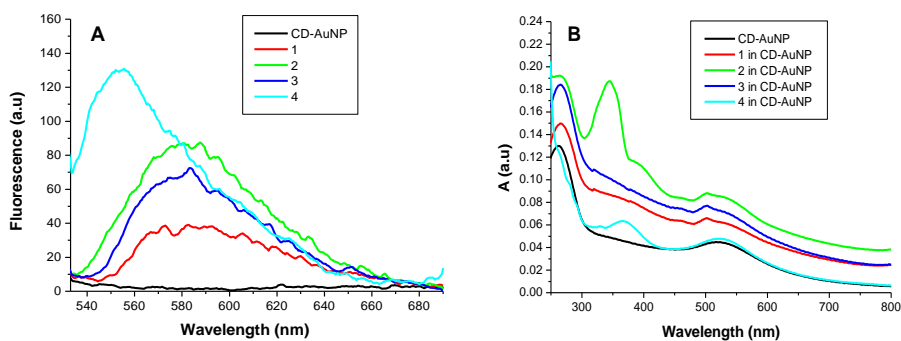 A
CD-AuNP
1
2
3
4
Fluorescence (a.u)
160
140
120
100
80
60
40
20
0
540 560 580 600 620 640 660 680
Wavelength (nm)
B
CD-AuNP
1 in CD-AuNP
2 in CD-AuNP
3 in CD-AuNP
4 in CD-AuNP
A (a.u)
0.24
0.22
0.20
0.18
0.16
0.14
0.12
0.10
0.08
0.06
0.04
0.02
0.00
300 400 500 600 700 800
Wavelength (nm)